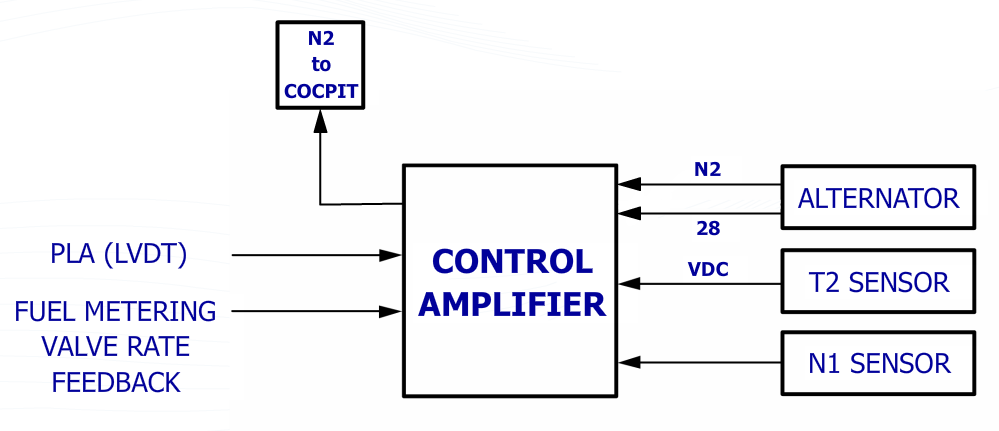 N2
to
COCPIT
N2
ALTERNATOR
28
VDC
PLA (LVDT)
CONTROL
AMPLIFIER
T2 SENSOR
FUEL METERING
VALVE RATE
FEEDBACK
N1 SENSOR